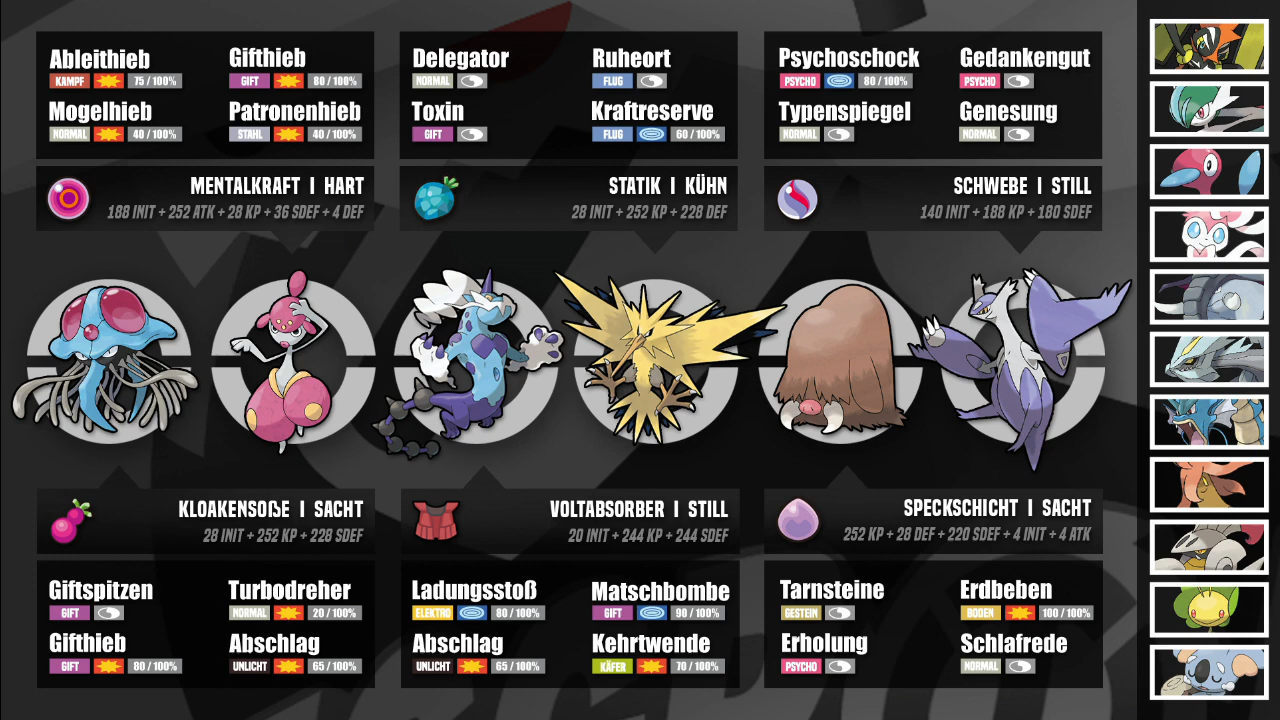 Ableithieb Gifthieb
KAMPF 75 / 100% GIFT 80 / 100%
Mogelhieb Patronenhieb
NORMAL 40 / 100% STAHL 40 / 100%
MENTALKRAFT I HART
188 INIT + 252 ATK + 28 KP + 36 SDEF + 4 DEF
Delegator Ruheort
NORMAL FLUG
Toxin Kraftreserve
GIFT FLUG 60 / 100%
STATIK I KÜHN
28 INIT + 252 KP + 228 DEF
Psychoschock Gedankengut
PSYCHO 80 / 100% PSYCHO
Typenspiegel Genesung
NORMAL NORMAL
SCHWEBE I STILL
140 INIT + 188 KP + 180 SDEF
KLOAKENSOẞE I SACHT
28 INIT + 252 KP + 228 SDEF
Giftspitzen Turbodreher
GIFT NORMAL 20 / 100%
Gifthieb Abschlag
GIFT 80 / 100% UNLICHT 65 / 100%
VOLTABSORBER I STILL
20 INIT + 244 KP + 244 SDEF
Ladungsstoß Matschbombe
ELEKTRO 80 / 100% GIFT 90 / 100%
Abschlag Kehrtwende
UNLICHT 65 / 100% KÄFER 70 / 100%
SPECKSCHICHT I SACHT
252 KP + 28 DEF + 220 SDEF + 4 INIT + 4 ATK
Tarnsteine Erdbeben
GESTEIN BODEN 100 / 100%
Erholung Schlafrede
PSYCHO NORMAL